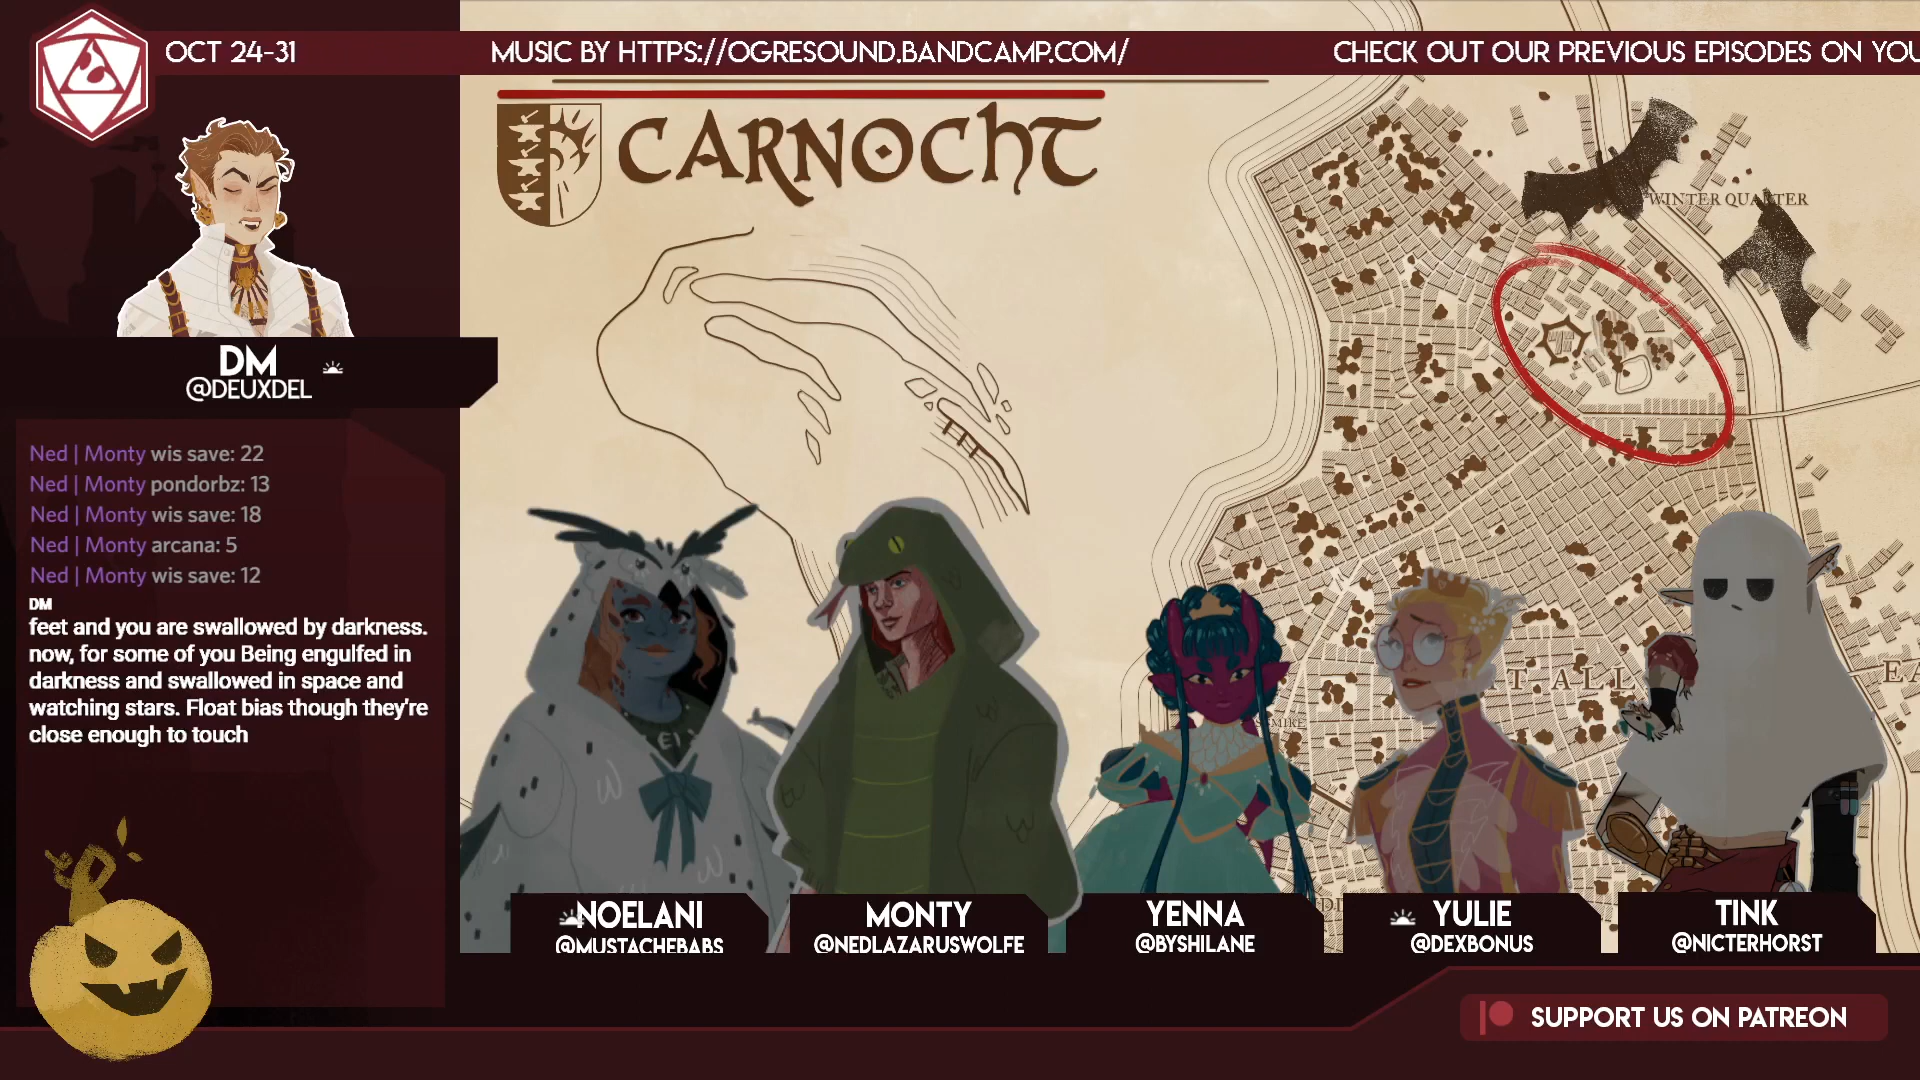 OCT 24-31
MUSIC BY HTTPS://OGRESOUND.BANDCAMP.COM/
CHECK OUT OUR PREVIOUS EPISODES ON YOU
CARNOCHT
WINTER QUARTER
DM
@DEUXDEL
Ned | Monty wis save: 22
Ned | Monty pondorbz: 13
Ned | Monty wis save: 18
Ned | Monty arcana: 5
Ned | Monty wis save: 12
DM
feet and you are swallowed by darkness.
now, for some of you Being engulfed in
darkness and swallowed in space and
watching stars. Float bias though they're
close enough to touch
NOELANI
@MUSTACHEBABS
MONTY
@NEDLAZARUSWOLFE
YENNA
@BYSHILANE
YULIE
@DEXBONUS
TINK
@NICTERHORST
SUPPORT US ON PATREON